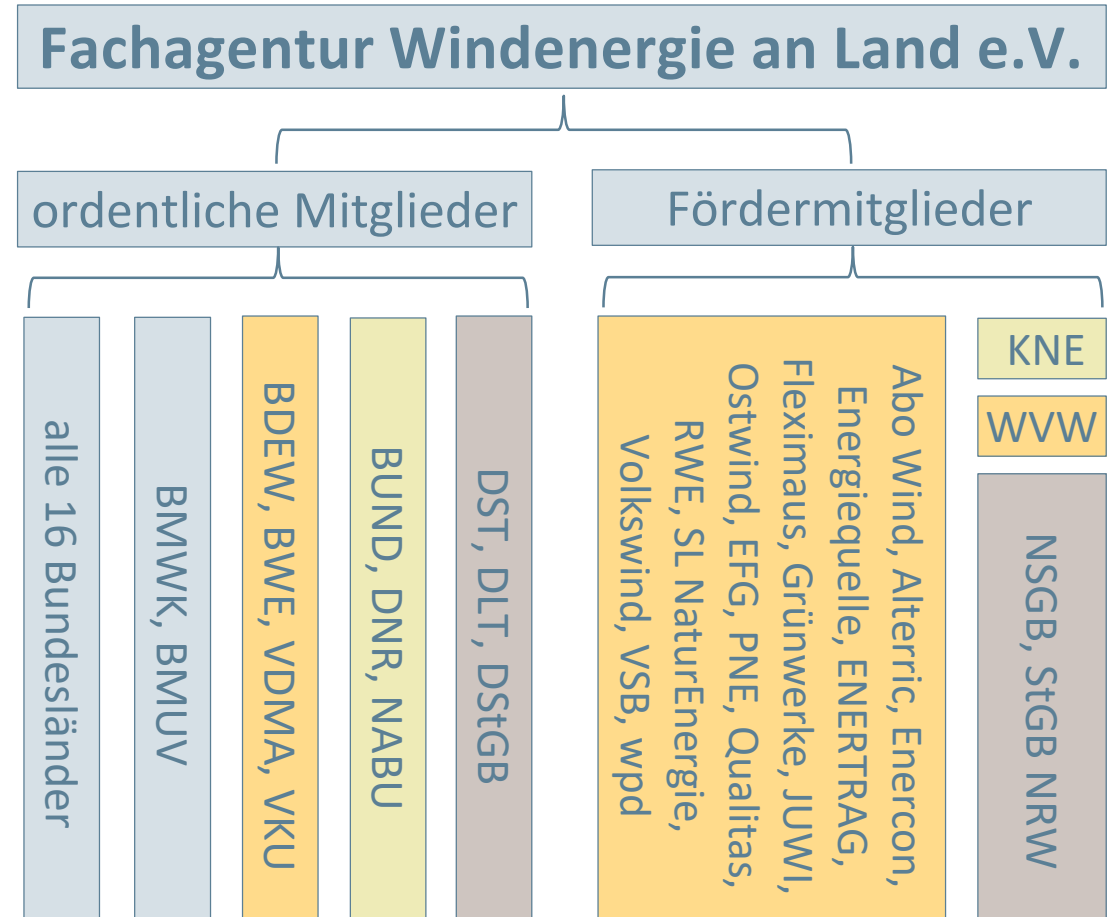 Fachagentur Windenergie an Land e.V.
ordentliche Mitglieder
alle 16 Bundesländer
BMWK, BMUV
BDEW, BWE, VDMA, VKU
BUND, DNR, NABU
DST, DLT, DStGB
Fördermitglieder
Abo Wind, Alterric, Enercon,
Energiequelle, ENERTRAG,
Fleximaus, Grünwerke, JUWI,
Ostwind, EFG, PNE, Qualitas,
RWE, SL NaturEnergie,
Volkswind, VSB, wpd
KNE
WVW
NSGB, StGB NRW